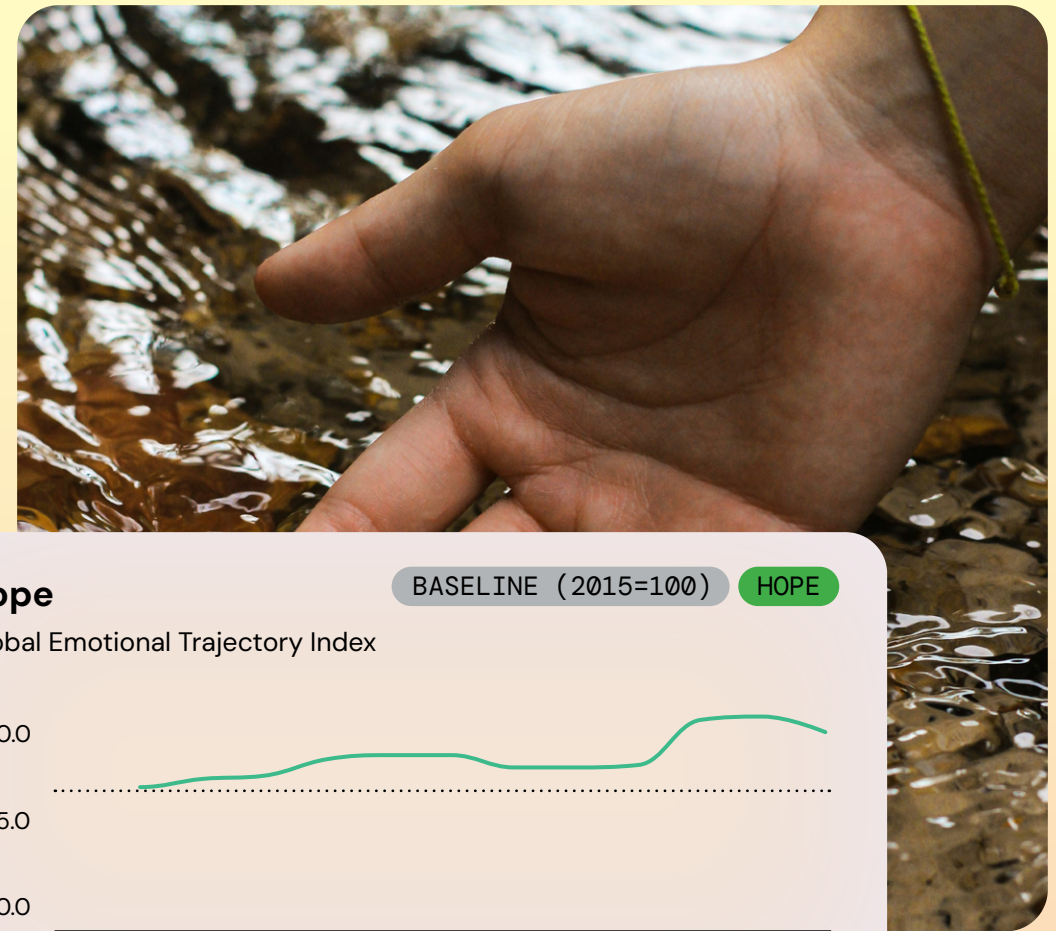 ope
BASELINE (2015=100)
HOPE
obal Emotional Trajectory Index
0.0
5.0
0.0